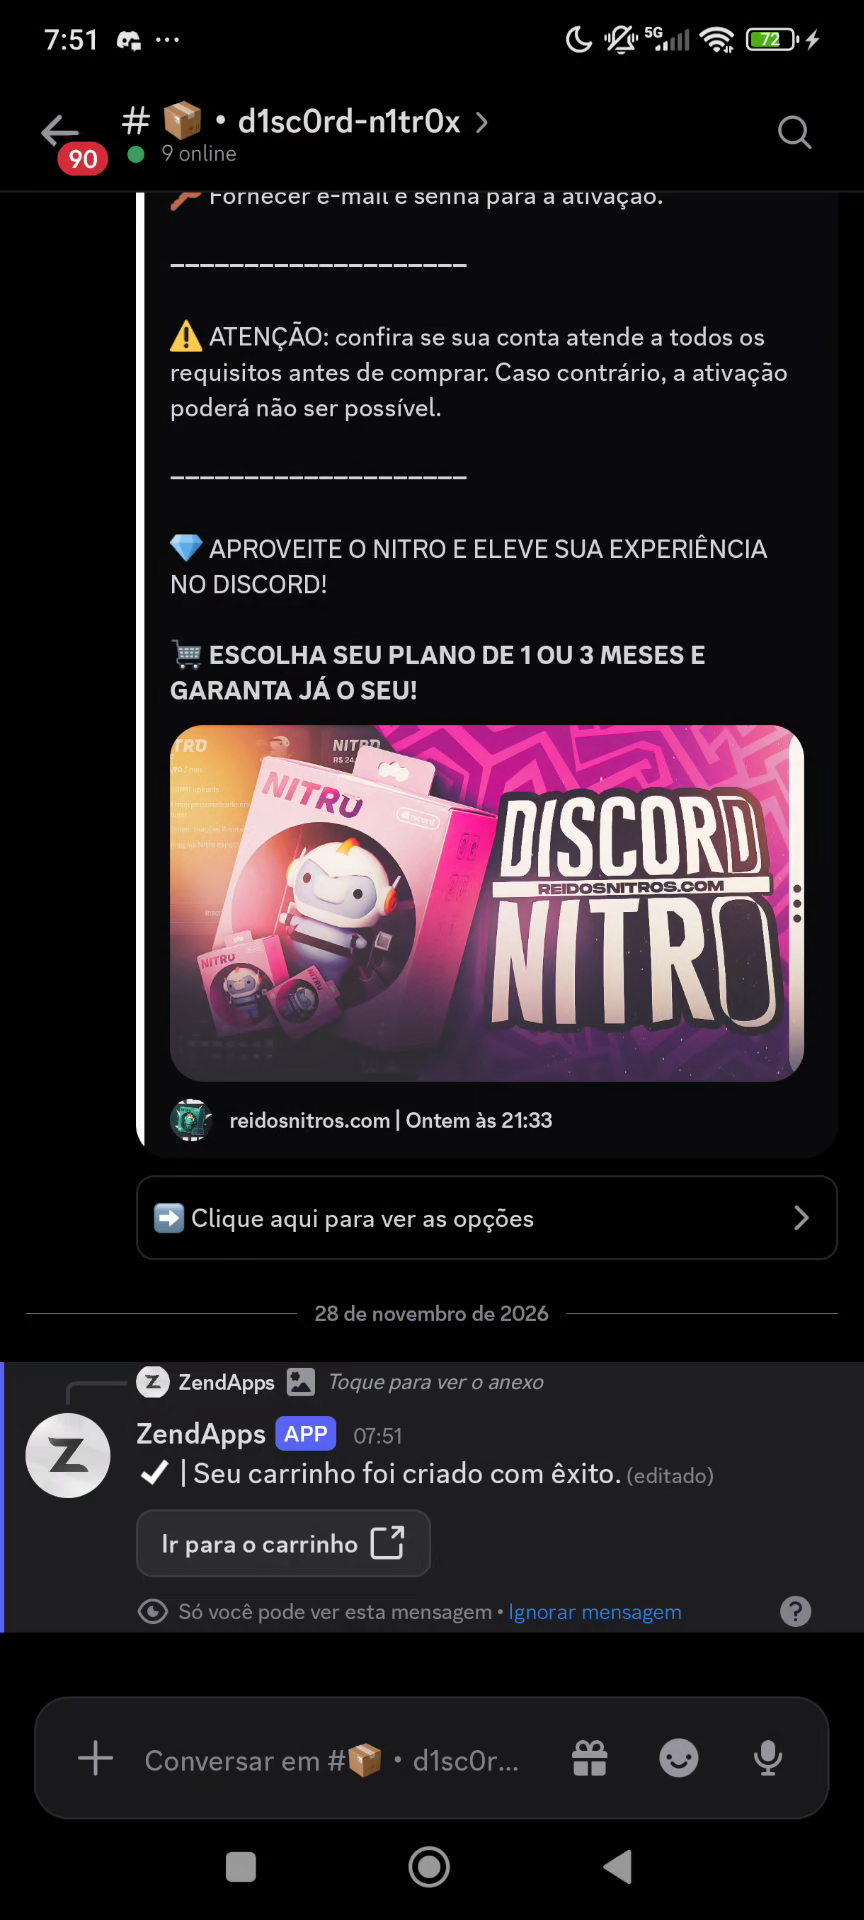 7:51
5G
72
# 📦 • d1sc0rd-n1tr0x
90
9 online
Fornecer e-mail e senha para a ativação.
————————————————————
⚠️ ATENÇÃO: confira se sua conta atende a todos os
requisitos antes de comprar. Caso contrário, a ativação
poderá não ser possível.
————————————————————
💎 APROVEITE O NITRO E ELEVE SUA EXPERIÊNCIA
NO DISCORD!
🛒 ESCOLHA SEU PLANO DE 1 OU 3 MESES E
GARANTA JÁ O SEU!
NITRO
R$ 24,
NITRU
DISCORD
REIDOSNITROS.COM
NITRO
NITRU
NITRU
reidosnitros.com | Ontem às 21:33
➡️ Clique aqui para ver as opções
28 de novembro de 2026
ZendApps Toque para ver o anexo
ZendApps APP 07:51
✔ | Seu carrinho foi criado com êxito. (editado)
Ir para o carrinho
Só você pode ver esta mensagem • Ignorar mensagem
Conversar em #📦 • d1sc0r...